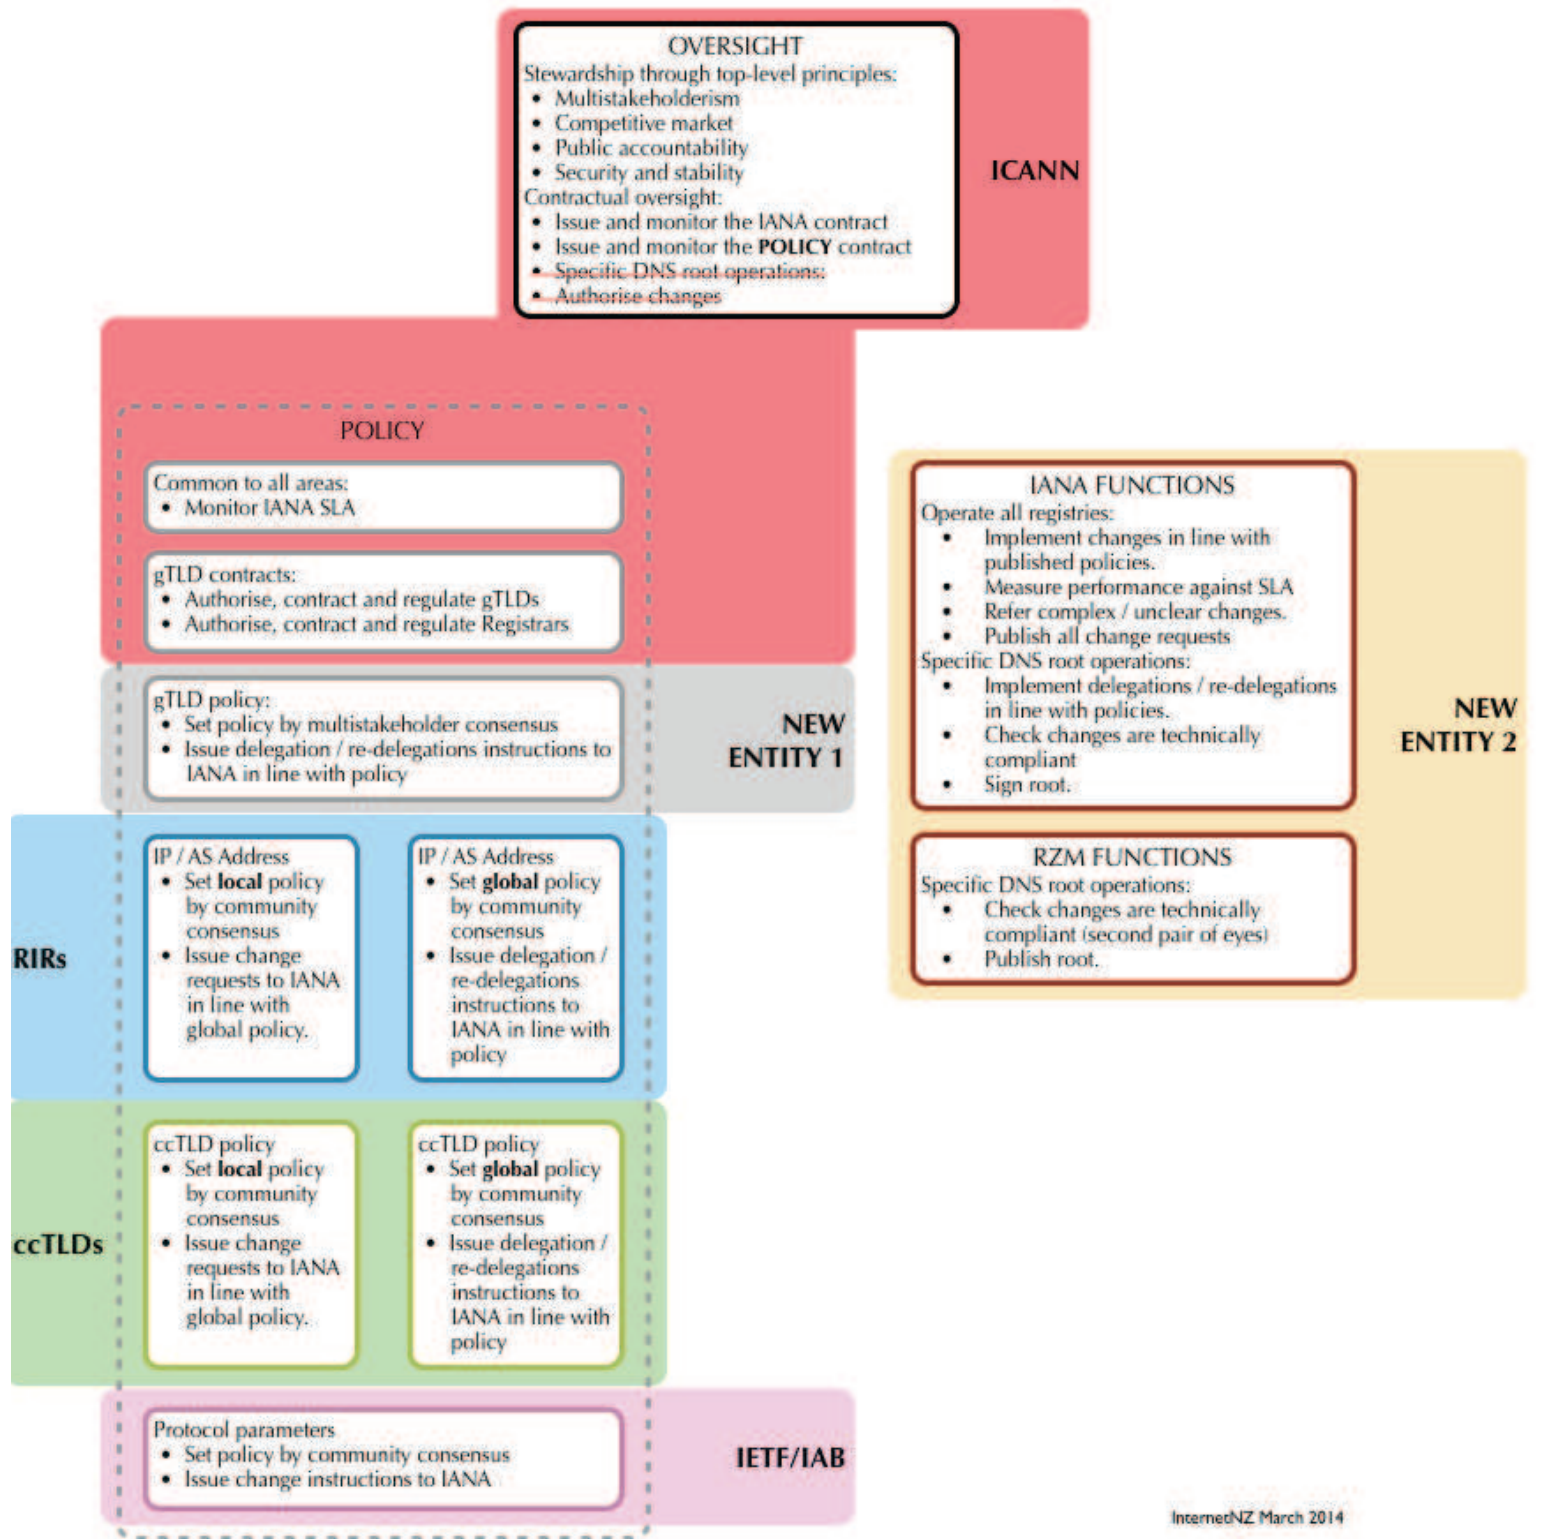 OVERSIGHT
Stewardship through top-level principles:
• Multistakeholderism
• Competitive market
• Public accountability
• Security and stability
Contractual oversight:
• Issue and monitor the IANA contract
• Issue and monitor the POLICY contract
• Specific DNS root operations:
• Authorise changes
ICANN
POLICY
Common to all areas:
• Monitor IANA SLA
gTLD contracts:
• Authorise, contract and regulate gTLDs
• Authorise, contract and regulate Registrars
gTLD policy:
• Set policy by multistakeholder consensus
• Issue delegation / re-delegations instructions to
IANA in line with policy
NEW
ENTITY 1
IANA FUNCTIONS
Operate all registries:
• Implement changes in line with
published policies.
• Measure performance against SLA
• Refer complex / unclear changes.
• Publish all change requests
Specific DNS root operations:
• Implement delegations / re-delegations
in line with policies.
• Check changes are technically
compliant
• Sign root.
NEW
ENTITY 2
RZM FUNCTIONS
Specific DNS root operations:
• Check changes are technically
compliant (second pair of eyes)
• Publish root.
RIRs
IP / AS Address
• Set local policy
by community
consensus
• Issue change
requests to IANA
in line with
global policy.
IP / AS Address
• Set global policy
by community
consensus
• Issue delegation /
re-delegations
instructions to
IANA in line with
policy
ccTLDs
ccTLD policy
• Set local policy
by community
consensus
• Issue change
requests to IANA
in line with
global policy.
ccTLD policy
• Set global policy
by community
consensus
• Issue delegation /
re-delegations
instructions to
IANA in line with
policy
Protocol parameters
• Set policy by community consensus
• Issue change instructions to IANA
IETF/IAB
InternetNZ March 2014